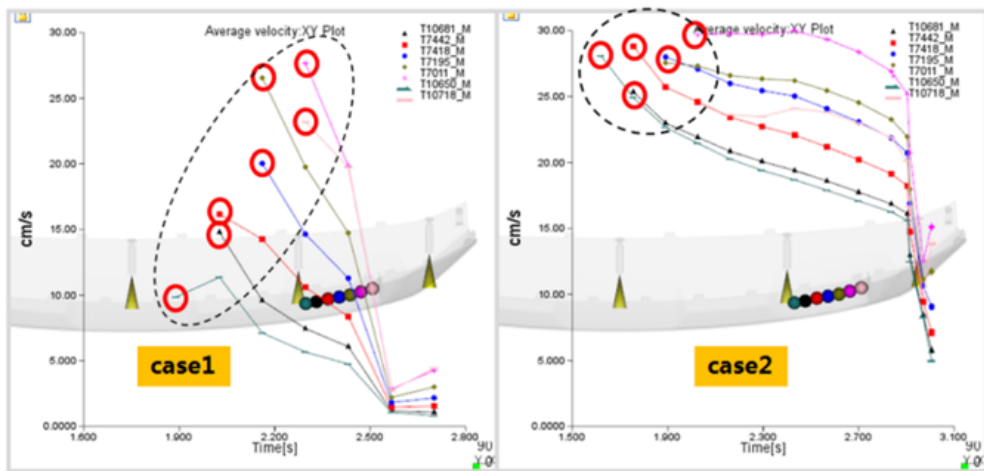 Average velocity:XY Plot
30.00
25.00
20.00
15.00
10.00
5.000
0.0000
cm/s
T10681_M
T7442_M
T7418_M
T7195_M
T7011_M
T10650_M
T10718_M
case1
1.600
1.900
2.200
2.500
2.800
Time[s]
90
Average velocity:XY Plot
30.00
25.00
20.00
15.00
10.00
5.000
0.0000
cm/s
T10681_M
T7442_M
T7418_M
T7195_M
T7011_M
T10650_M
T10718_M
case2
1.500
1.900
2.300
2.700
3.100
Time[s]
90